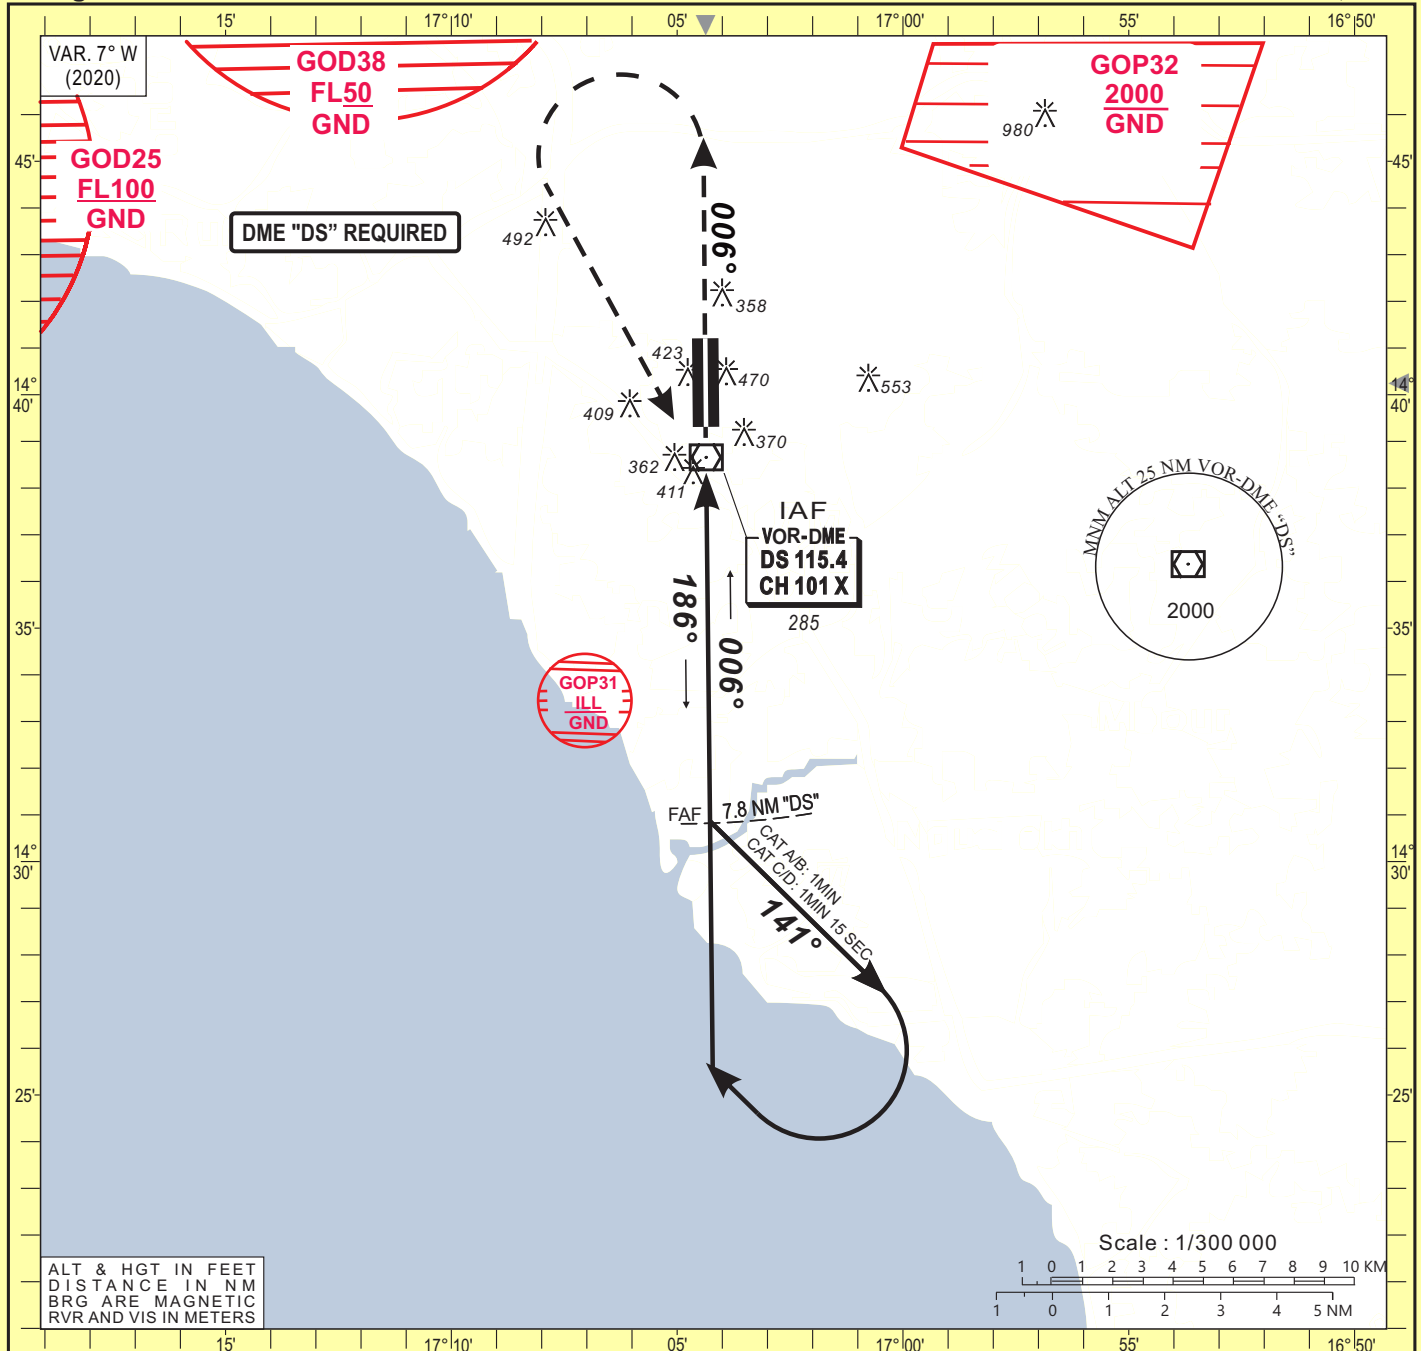 15'
17°10'
05'
17°00'
55'
16°50'
VAR. 7° W
(2020)
GOD38
FL50
GND
GOP32
2000
GND
980
45'
45'
GOD25
FL100
GND
DME "DS” REQUIRED
492
006°
358
423
470
553
14°
40'
14°
40'
409
370
362
411
IAF
VOR-DME
DS 115.4
CH 101 X
285
MNM ALT 25 NM VOR-DME “DS”
2000
186°
006°
35'
35'
GOP31
ILL
GND
FAF
7.8 NM "DS"
CAT A/B: 1MIN
CAT C/D: 1MIN 15 SEC
141°
14°
30'
14°
30'
25'
25'
Scale : 1/300 000
1 0 1 2 3 4 5 6 7 8 9 10 KM
1 0 1 2 3 4 5 NM
ALT & HGT IN FEET
DISTANCE IN NM
BRG ARE MAGNETIC
RVR AND VIS IN METERS
15'
17°10'
05'
17°00'
55'
16°50'